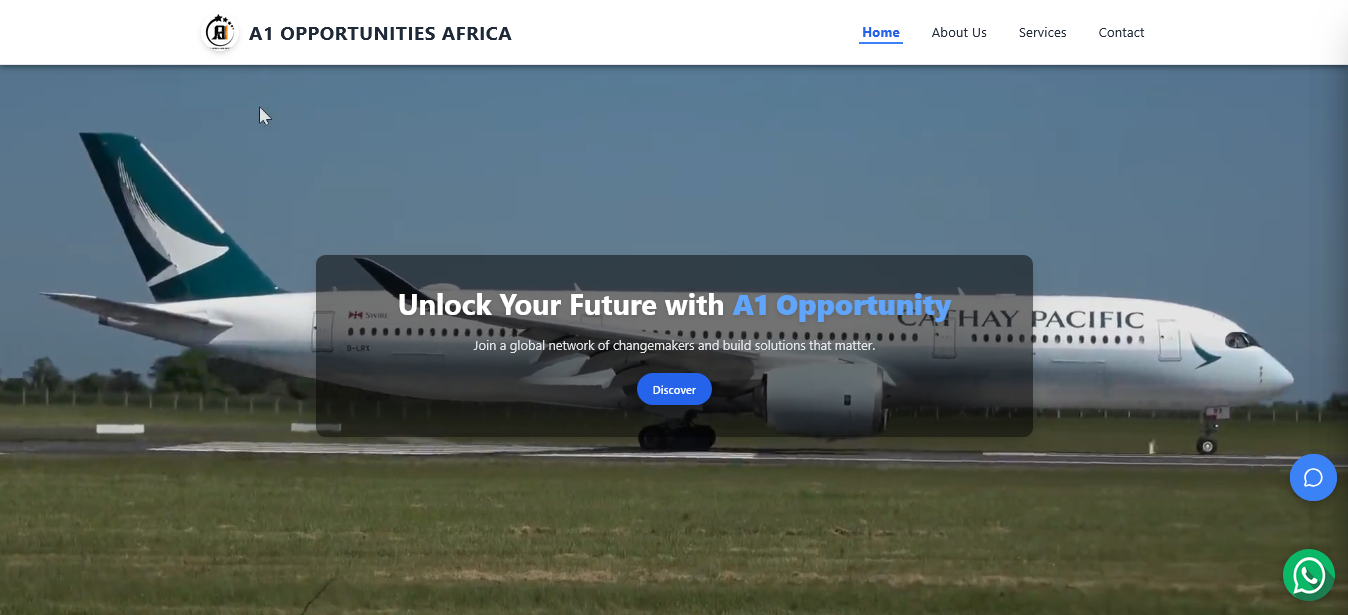 A1 OPPORTUNITIES AFRICA
Home
About Us
Services
Contact
SWIRE
Unlock Your Future with A1 Opportunity
CATHAY PACIFIC
B-LRX
Join a global network of changemakers and build solutions that matter.
Discover